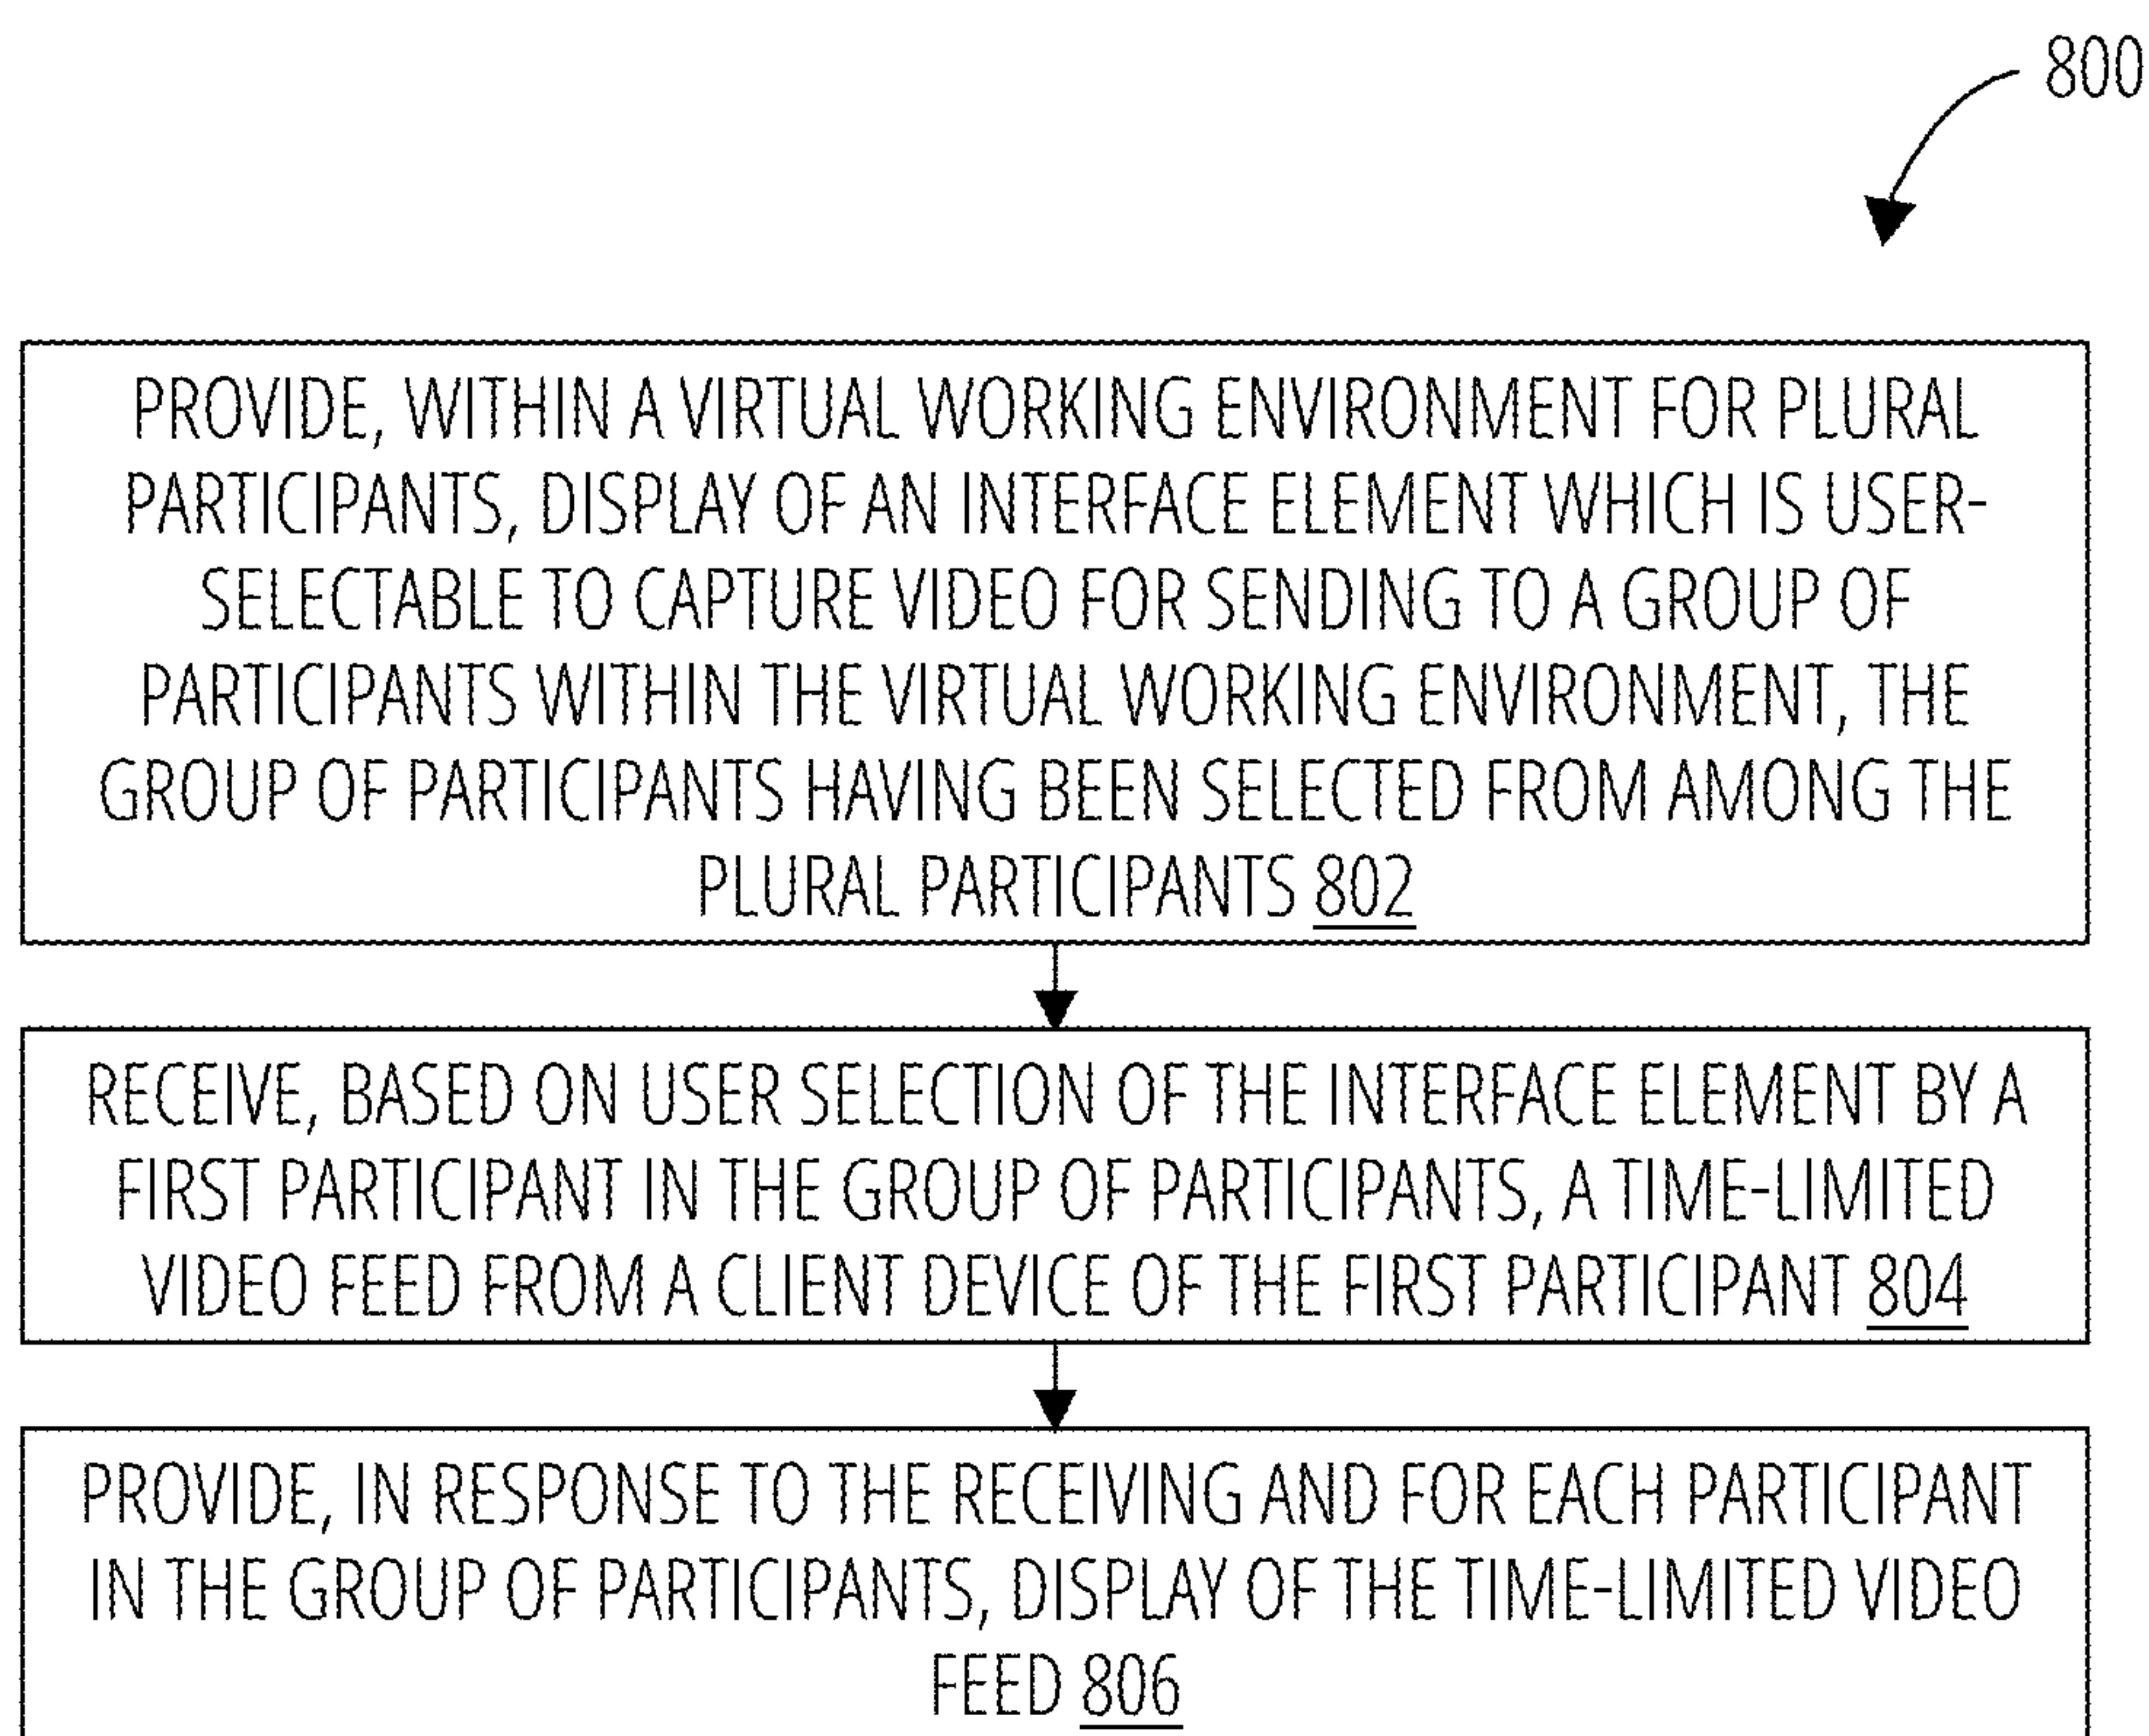 800
PROVIDE, WITHIN A VIRTUAL WORKING ENVIRONMENT FOR PLURAL
PARTICIPANTS, DISPLAY OF AN INTERFACE ELEMENT WHICH IS USER-
SELECTABLE TO CAPTURE VIDEO FOR SENDING TO A GROUP OF
PARTICIPANTS WITHIN THE VIRTUAL WORKING ENVIRONMENT, THE
GROUP OF PARTICIPANTS HAVING BEEN SELECTED FROM AMONG THE
PLURAL PARTICIPANTS 802
RECEIVE, BASED ON USER SELECTION OF THE INTERFACE ELEMENT BY A
FIRST PARTICIPANT IN THE GROUP OF PARTICIPANTS, A TIME-LIMITED
VIDEO FEED FROM A CLIENT DEVICE OF THE FIRST PARTICIPANT 804
PROVIDE, IN RESPONSE TO THE RECEIVING AND FOR EACH PARTICIPANT
IN THE GROUP OF PARTICIPANTS, DISPLAY OF THE TIME-LIMITED VIDEO
FEED 806